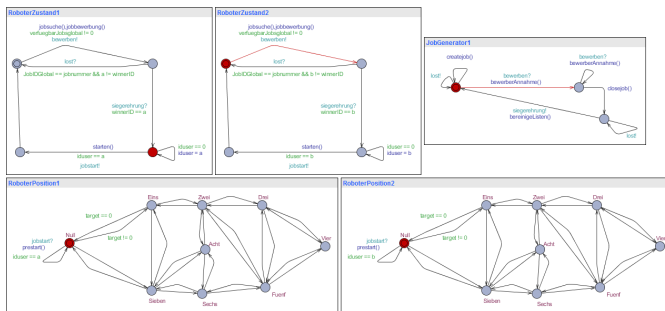 RoboterZustand1
jobsuche(),jobbewerbung()
verfuegbarJobsglobal != 0
bewerben!
lost?
JobIDGlobal == jobnummer && a != winnerID
siegerehrung?
winnerID == a
starten()
iduser == a
jobstart!
iduser == 0
iduser = a
RoboterZustand2
jobsuche(),jobbewerbung()
verfuegbarJobsglobal != 0
bewerben!
lost?
JobIDGlobal == jobnummer && b != winnerID
siegerehrung?
winnerID == b
starten()
iduser == b
jobstart!
iduser == 0
iduser = b
JobGenerator1
createjob()
lost!
bewerben?
bewerberAnnahme()
bewerben?
bewerberAnnahme()
closejob()
siegerehrung!
bereinigeListen()
lost!
RoboterPosition1
Eins
Zwei
Drei
target == 0
Null
jobstart?
prestart()
iduser == a
target != 0
Acht
Vier
Sieben
Sechs
Fuenf
RoboterPosition2
Eins
Zwei
Drei
target == 0
Null
jobstart?
prestart()
iduser == b
target != 0
Acht
Vier
Sieben
Sechs
Fuenf